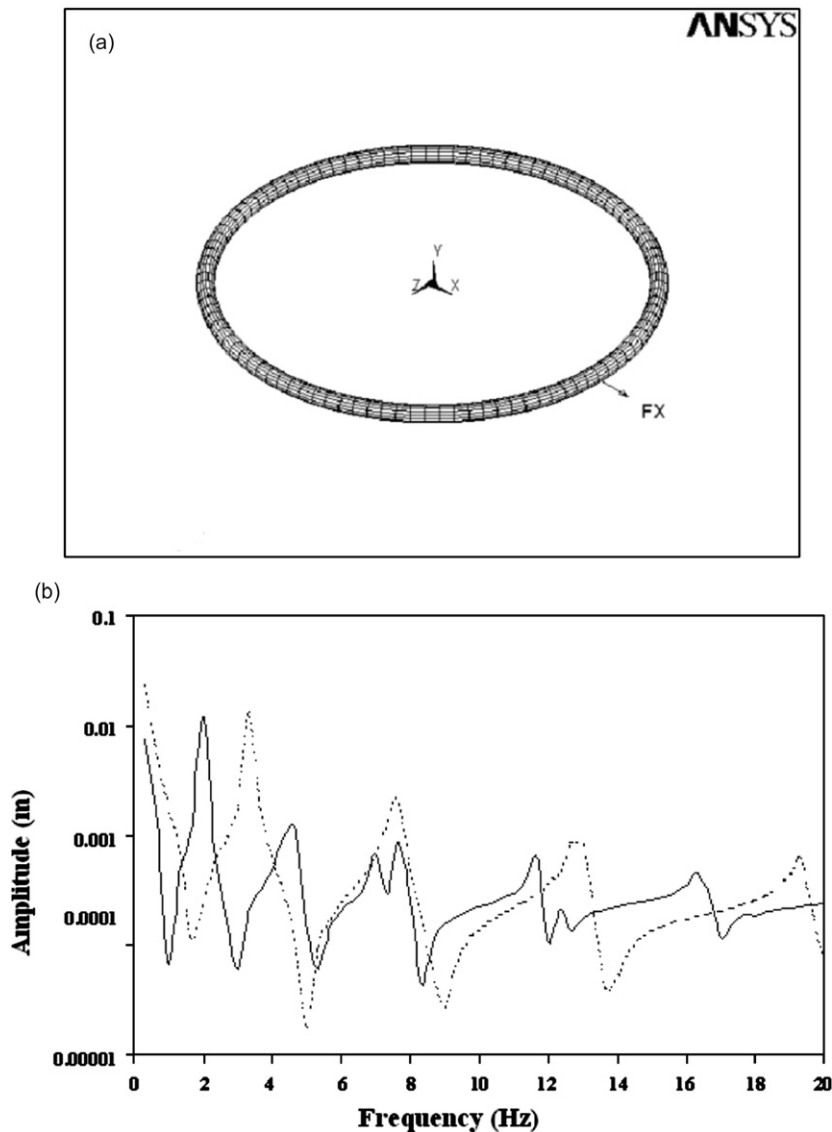 (a)
ANSYS
Y
Z X
FX
(b)
0.1
0.01
0.001
0.0001
0.00001
Amplitude (m)
0 2 4 6 8 10 12 14 16 18 20
Frequency (Hz)